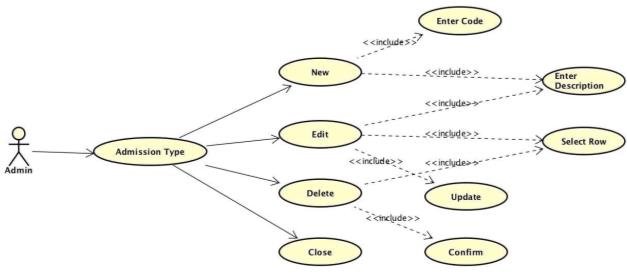 Enter Code
<<include>>
New
<<include>>
Enter
Description
<<include>>
Edit
<<include>>
Select Row
Admission Type
<<include>>
<<include>>
Admin
Delete
Update
<<include>>
Close
Confirm